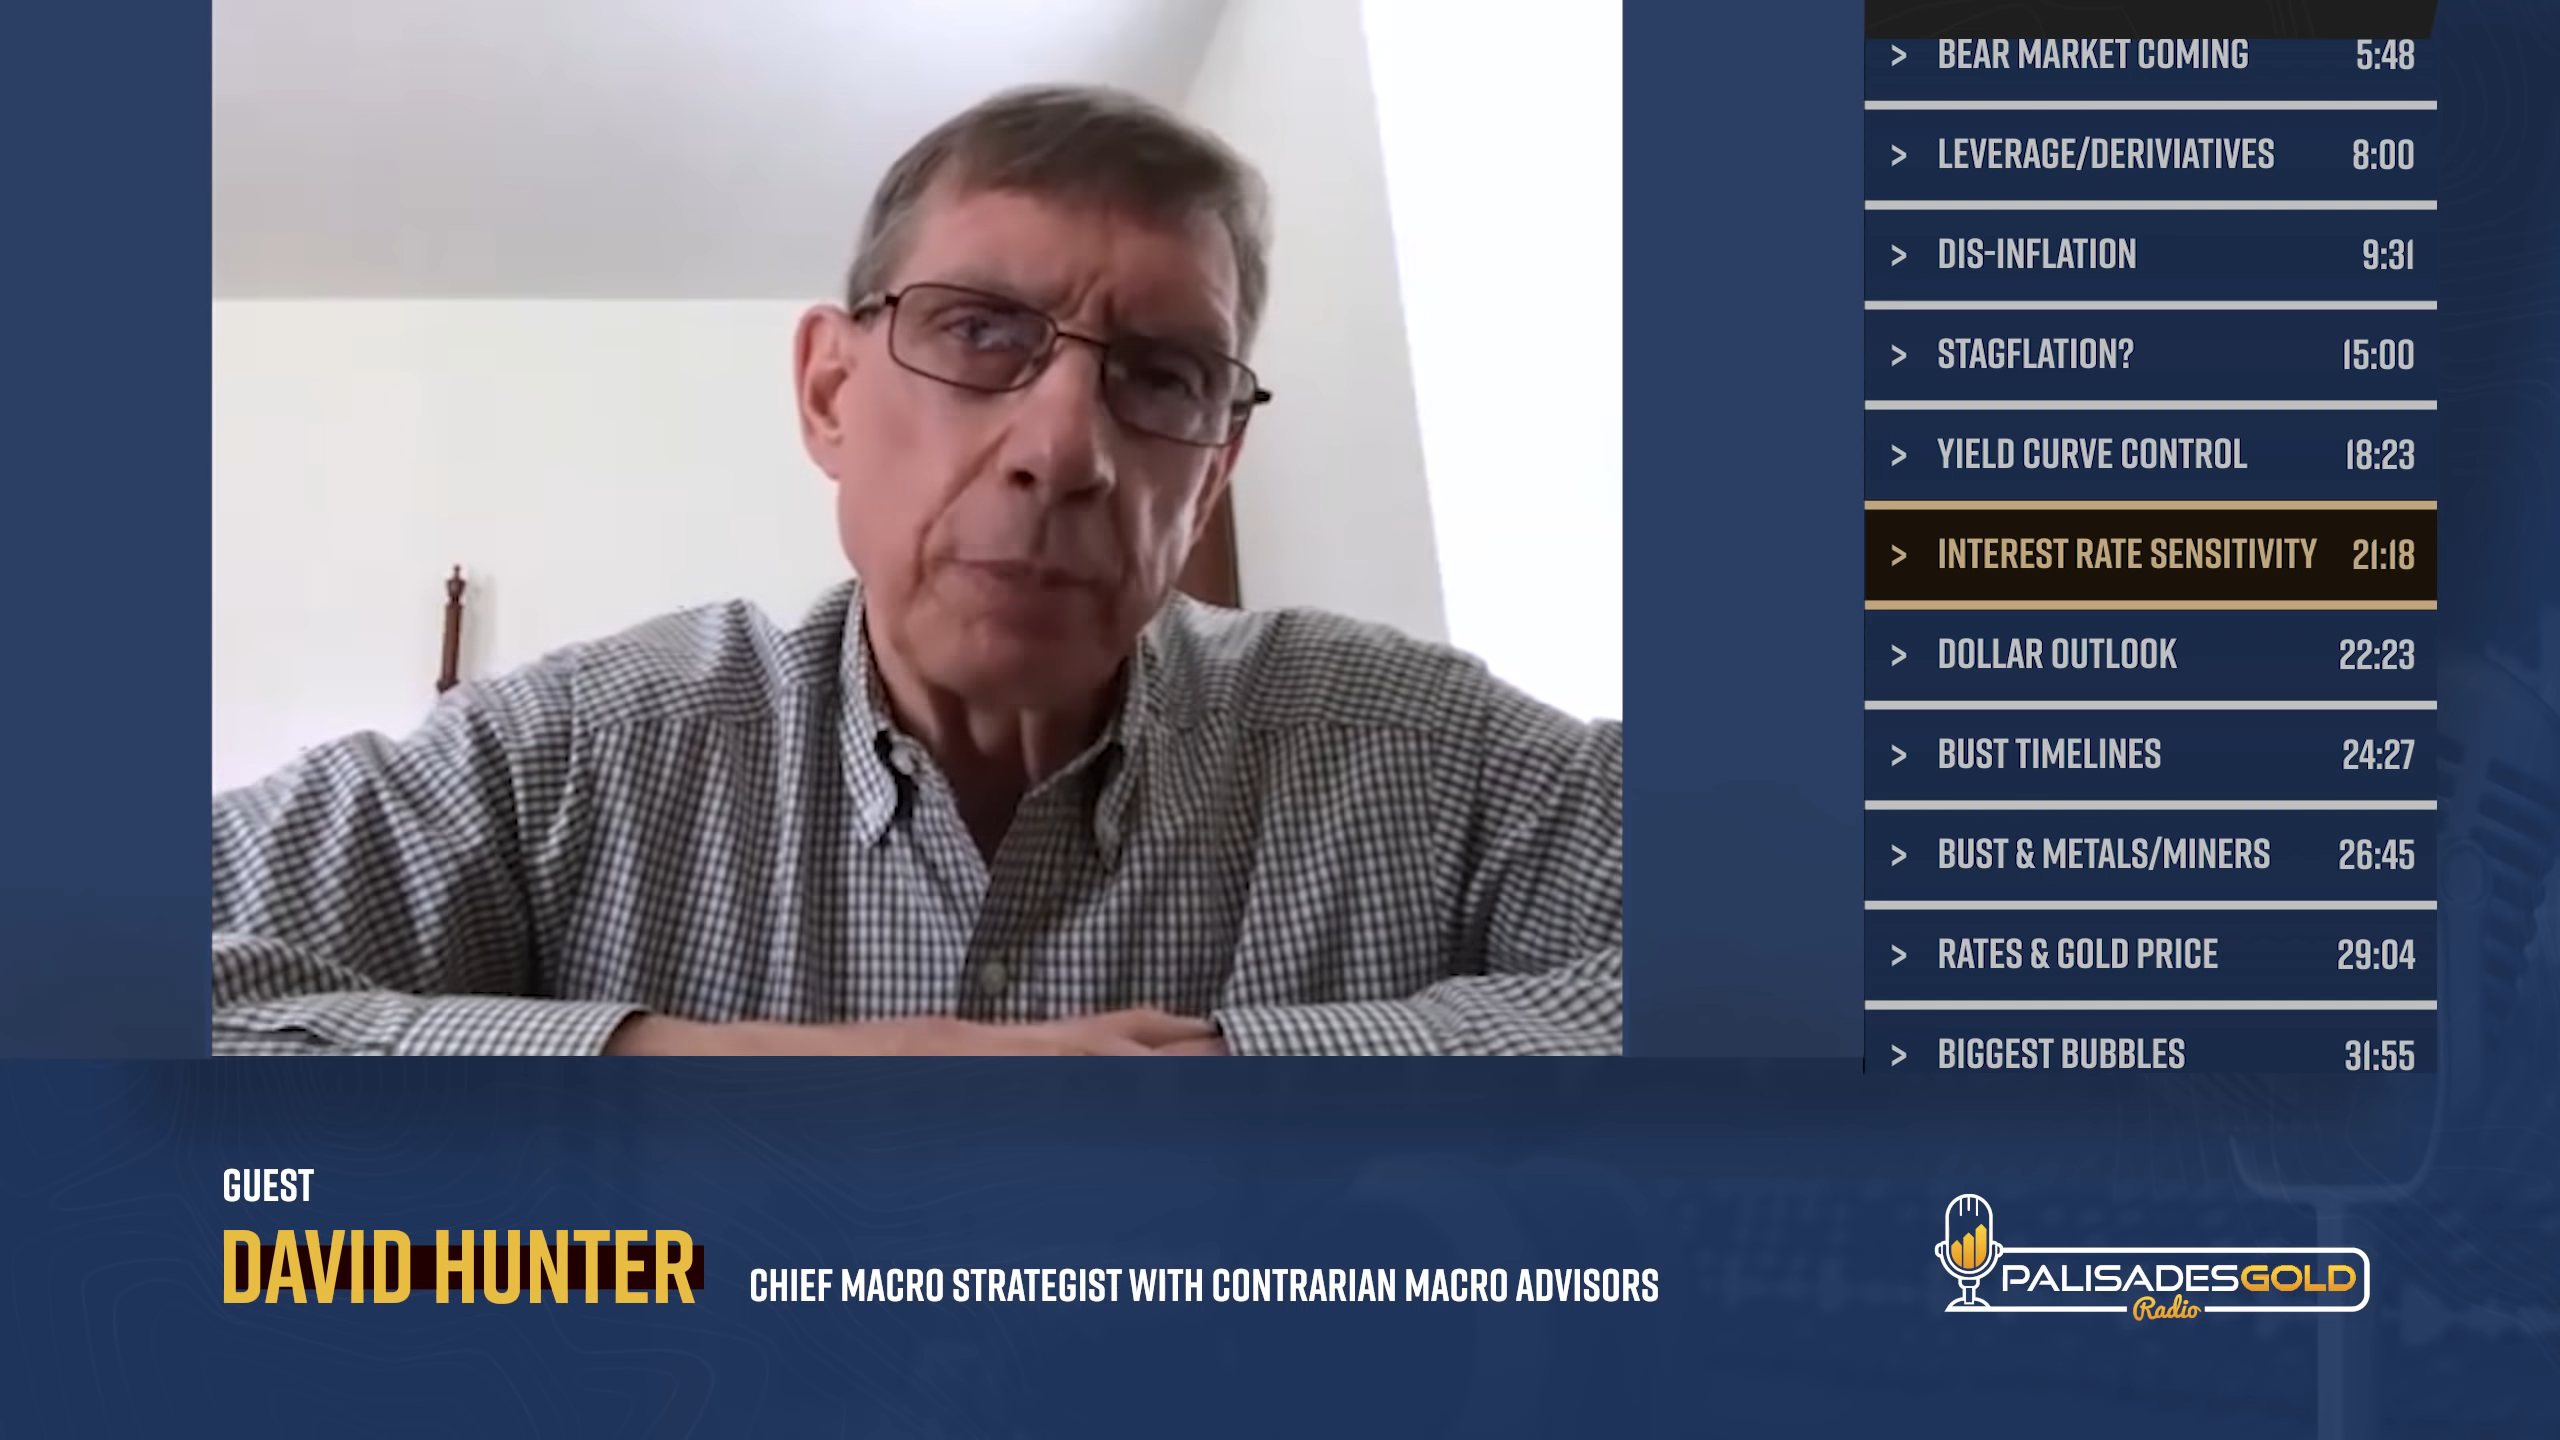 > BEAR MARKET COMING 5:48
> LEVERAGE/DERIVIATIVES 8:00
> DIS-INFLATION 9:31
> STAGFLATION? 15:00
> YIELD CURVE CONTROL 18:23
> INTEREST RATE SENSITIVITY 21:18
> DOLLAR OUTLOOK 22:23
> BUST TIMELINES 24:27
> BUST & METALS/MINERS 26:45
> RATES & GOLD PRICE 29:04
> BIGGEST BUBBLES 31:55
GUEST
DAVID HUNTER
CHIEF MACRO STRATEGIST WITH CONTRARIAN MACRO ADVISORS
PALISADESGOLD
Radio